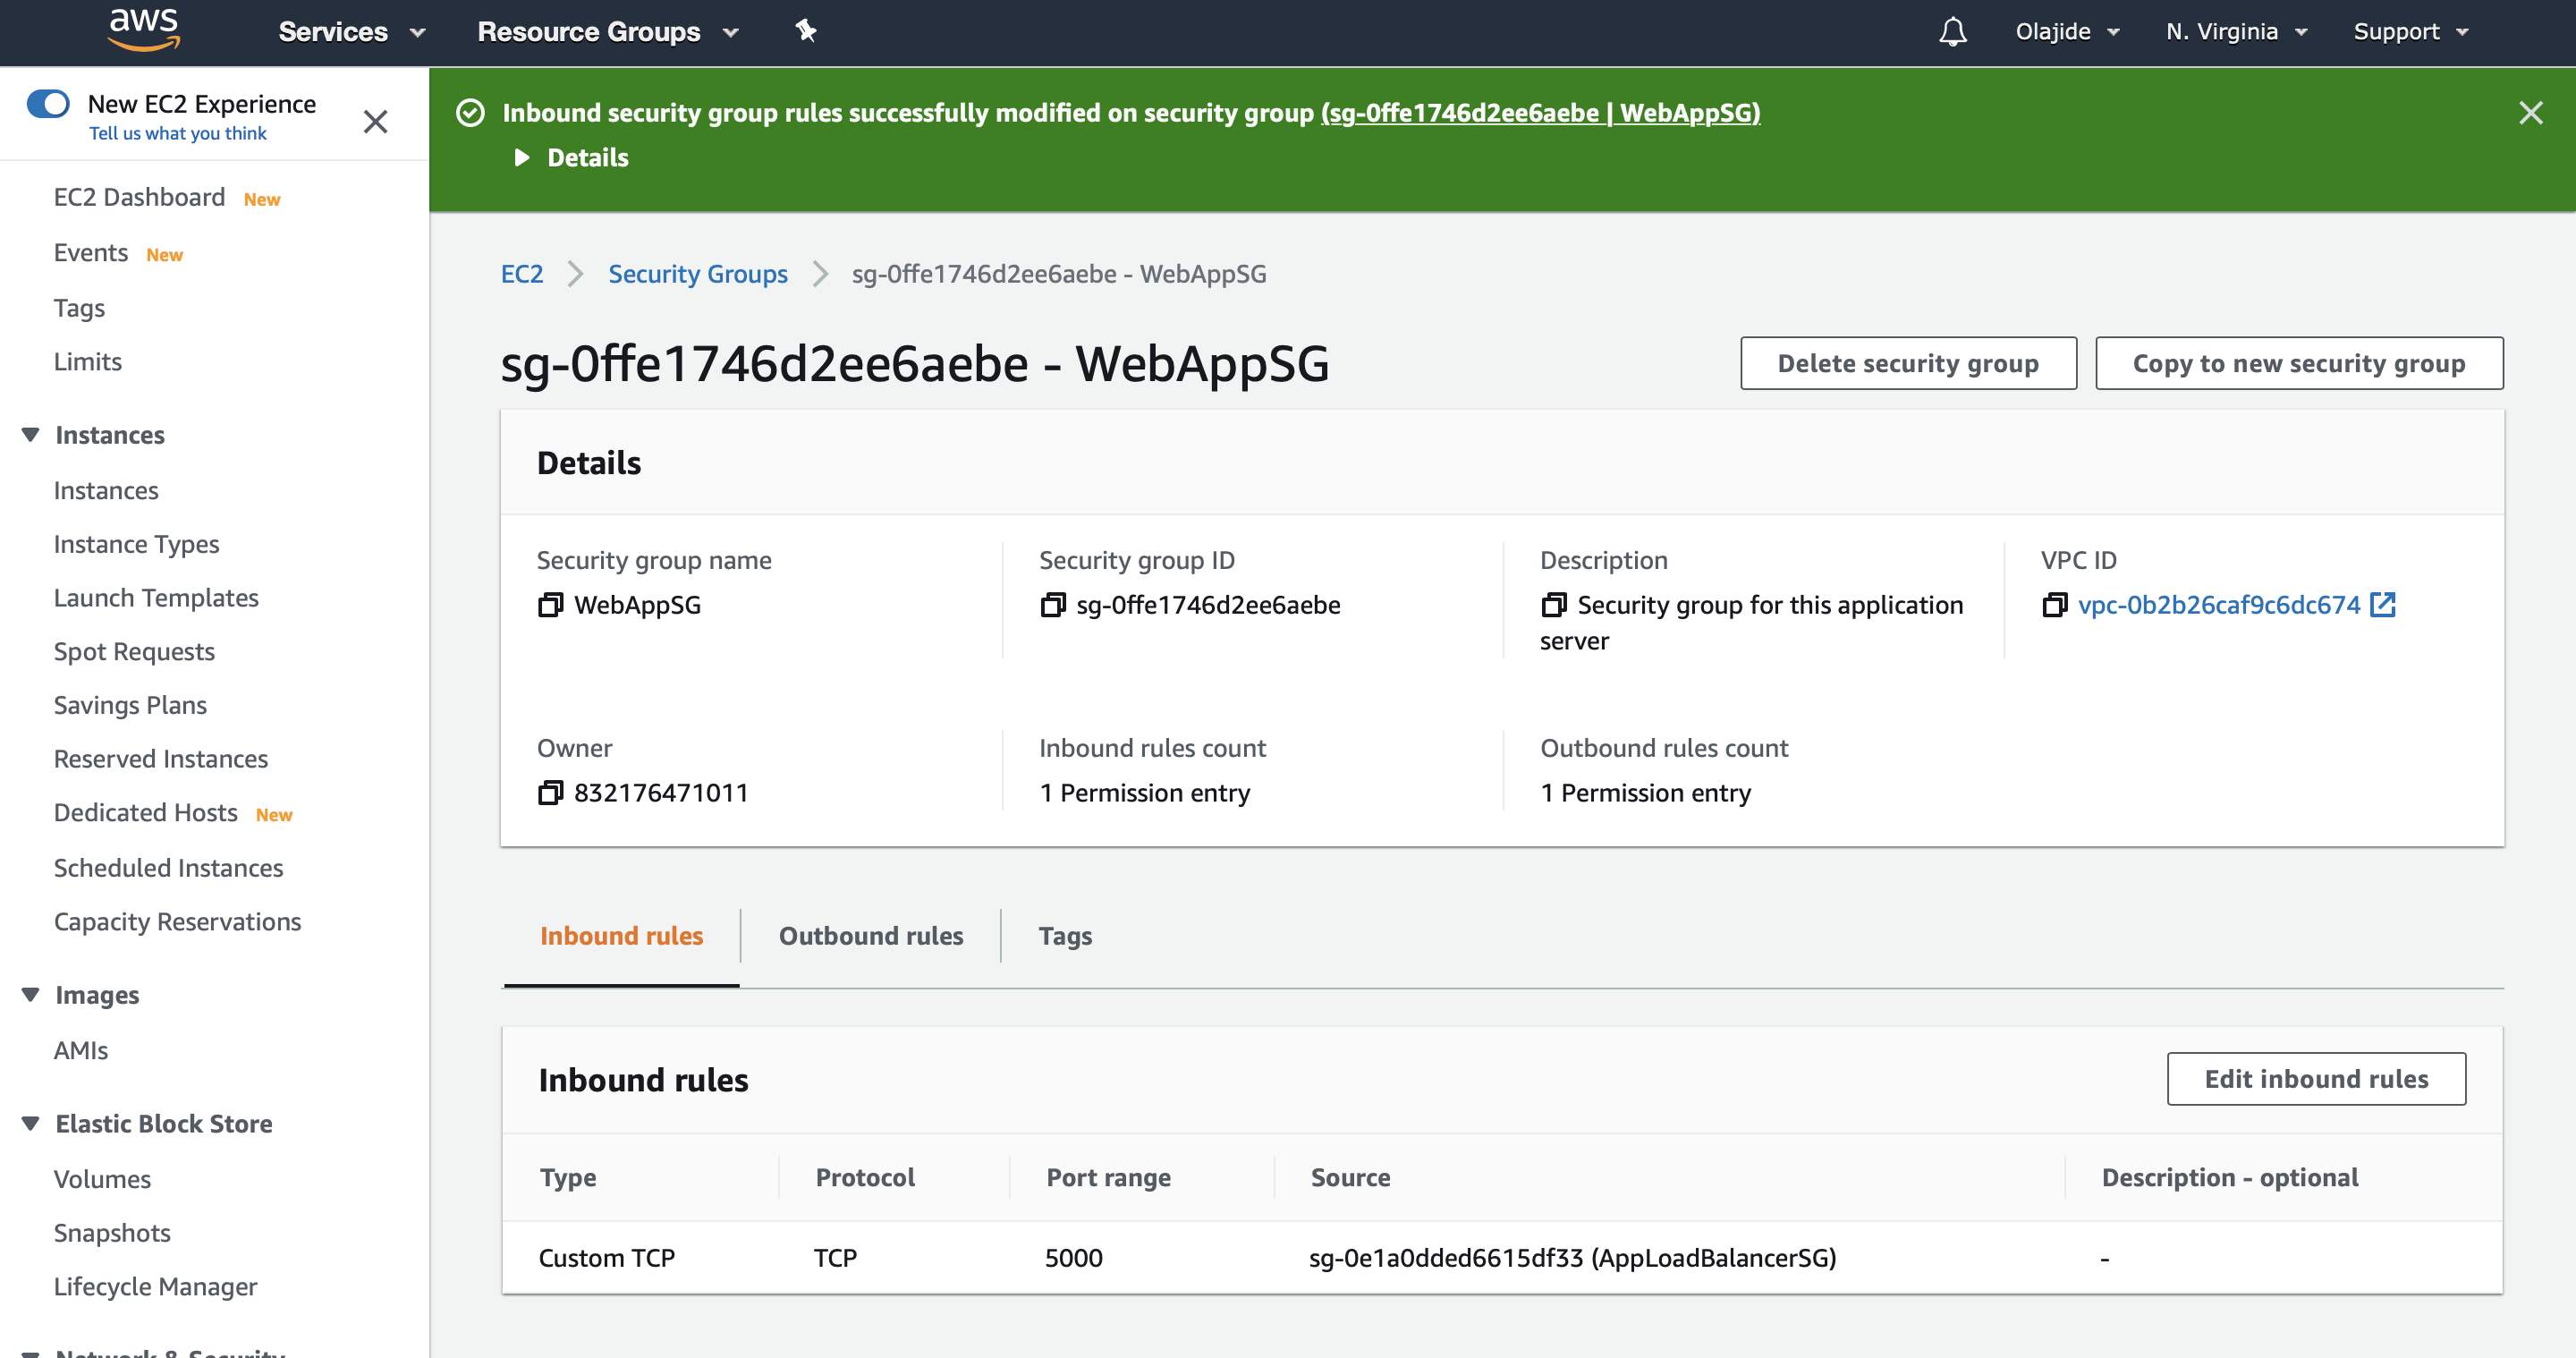 aws
Services
Resource Groups
Olajide
N. Virginia
Support
New EC2 Experience
Tell us what you think
EC2 Dashboard New
Events New
Tags
Limits
Instances
Instances
Instance Types
Launch Templates
Spot Requests
Savings Plans
Reserved Instances
Dedicated Hosts New
Scheduled Instances
Capacity Reservations
Images
AMIs
Elastic Block Store
Volumes
Snapshots
Lifecycle Manager
Network & Security
Inbound security group rules successfully modified on security group (sg-0ffe1746d2ee6aebe | WebAppSG)
Details
EC2
Security Groups
sg-0ffe1746d2ee6aebe - WebAppSG
sg-0ffe1746d2ee6aebe - WebAppSG
Delete security group
Copy to new security group
Details
Security group name
WebAppSG
Security group ID
sg-0ffe1746d2ee6aebe
Description
Security group for this application
server
VPC ID
vpc-0b2b26caf9c6dc674
Owner
832176471011
Inbound rules count
1 Permission entry
Outbound rules count
1 Permission entry
Inbound rules
Outbound rules
Tags
Inbound rules
Edit inbound rules
Type Protocol Port range Source Description - optional
Custom TCP TCP 5000 sg-0e1a0dded6615df33 (AppLoadBalancerSG) -